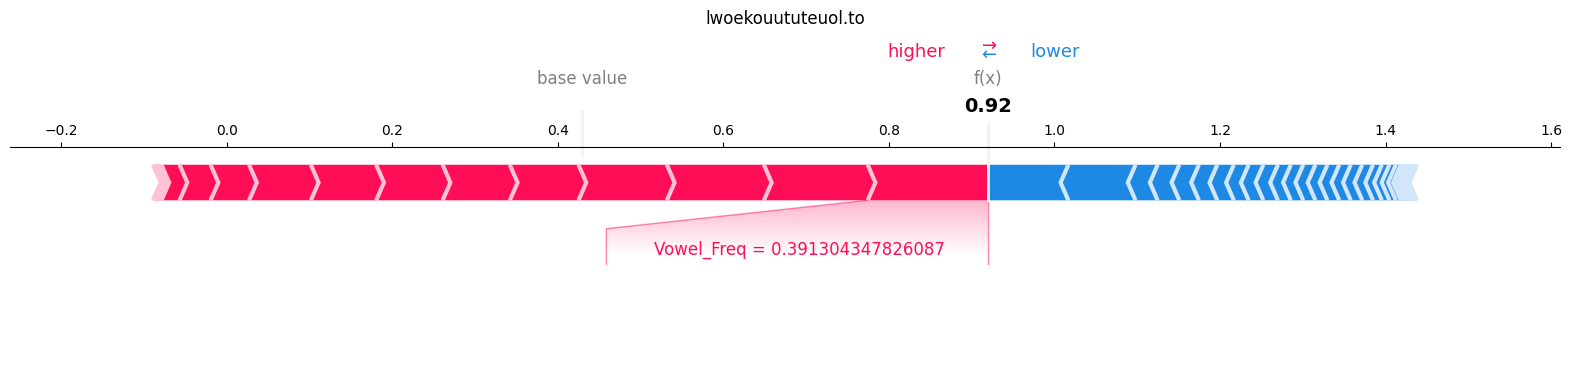 lwoekouututeuol.to
higher ⇄ lower
base value f(x)
0.92
−0.2 0.0 0.2 0.4 0.6 0.8 1.0 1.2 1.4 1.6
Vowel_Freq = 0.391304347826087